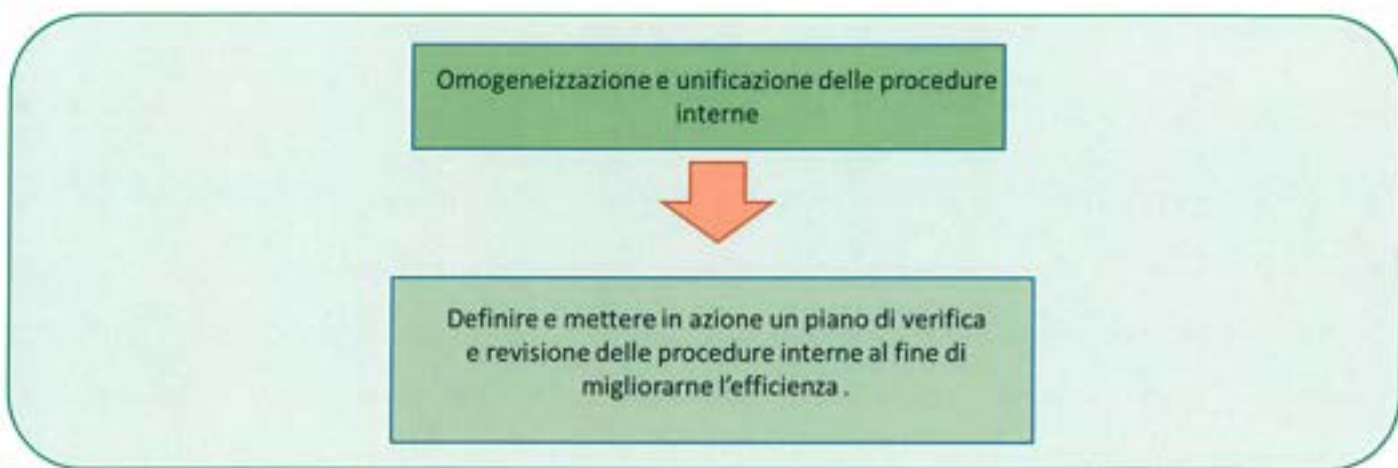 Omogeneizzazione e unificazione delle procedure
interne
Definire e mettere in azione un piano di verifica
e revisione delle procedure interne al fine di
migliorarne l'efficienza .